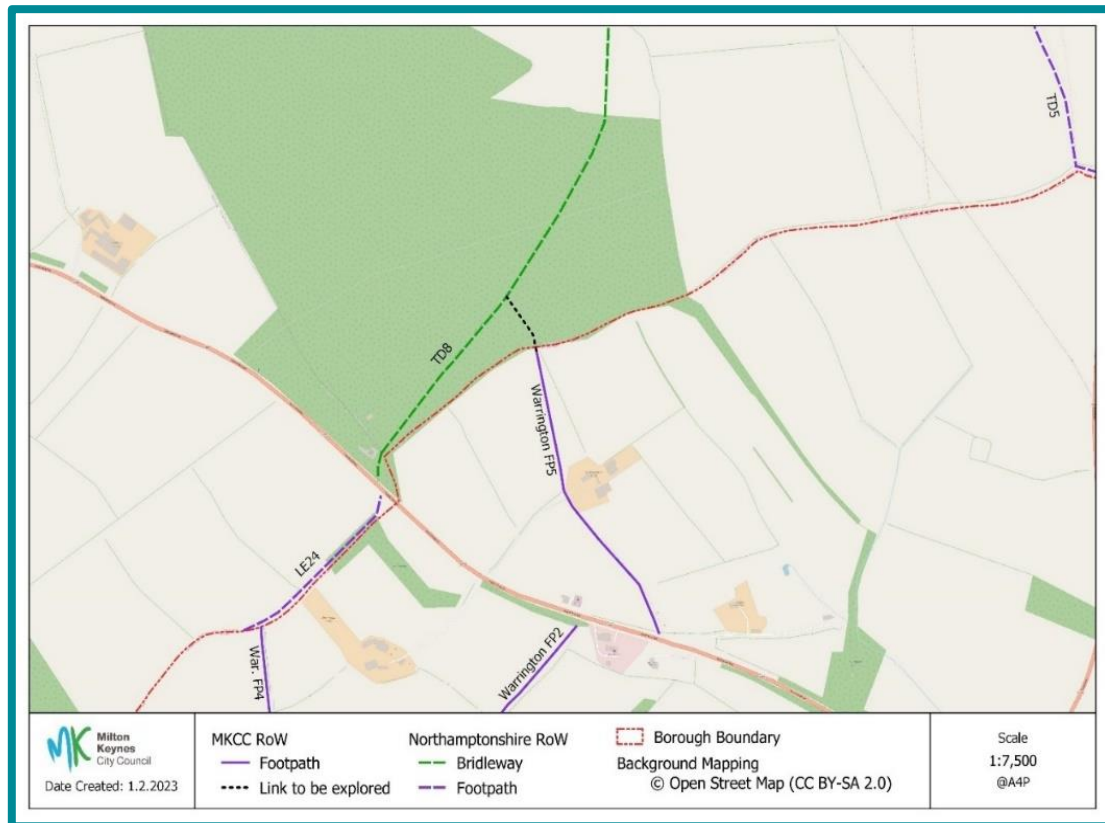 TD5
TD8
Warrington FP5
LE24
War. FP4
Warrington FP2
MK Milton
Keynes
City Council
Date Created: 1.2.2023
MKCC RoW
Footpath
Link to be explored
Northamptonshire RoW
Bridleway
Footpath
Borough Boundary
Background Mapping
© Open Street Map (CC BY-SA 2.0)
Scale
1:7,500
@A4P